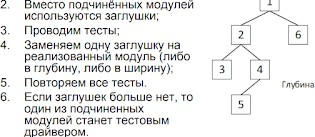 2. Вместо подчинённых модулей
используются заглушки;
3. Проводим тесты;
4. Заменяем одну заглушку на
реализованный модуль (либо
в глубину, либо в ширину);
5. Повторяем все тесты.
6. Если заглушек больше нет, то
один из подчиненных
модулей станет тестовым
драйвером.
1
2 6
3 4
Глубина
5